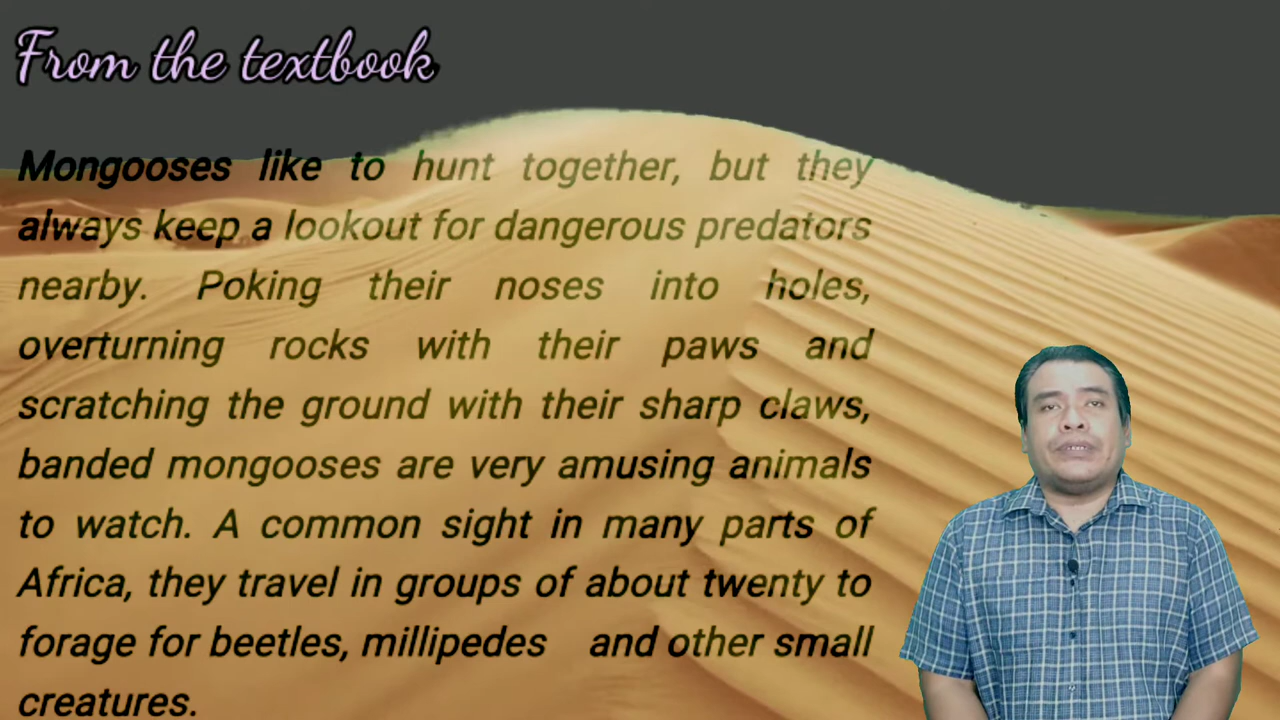 From the textbook
Mongooses like to hunt together, but they
always keep a lookout for dangerous predators
nearby. Poking their noses into holes,
overturning rocks with their paws and
scratching the ground with their sharp claws,
banded mongooses are very amusing animals
to watch. A common sight in many parts of
Africa, they travel in groups of about twenty to
forage for beetles, millipedes and other small
creatures.